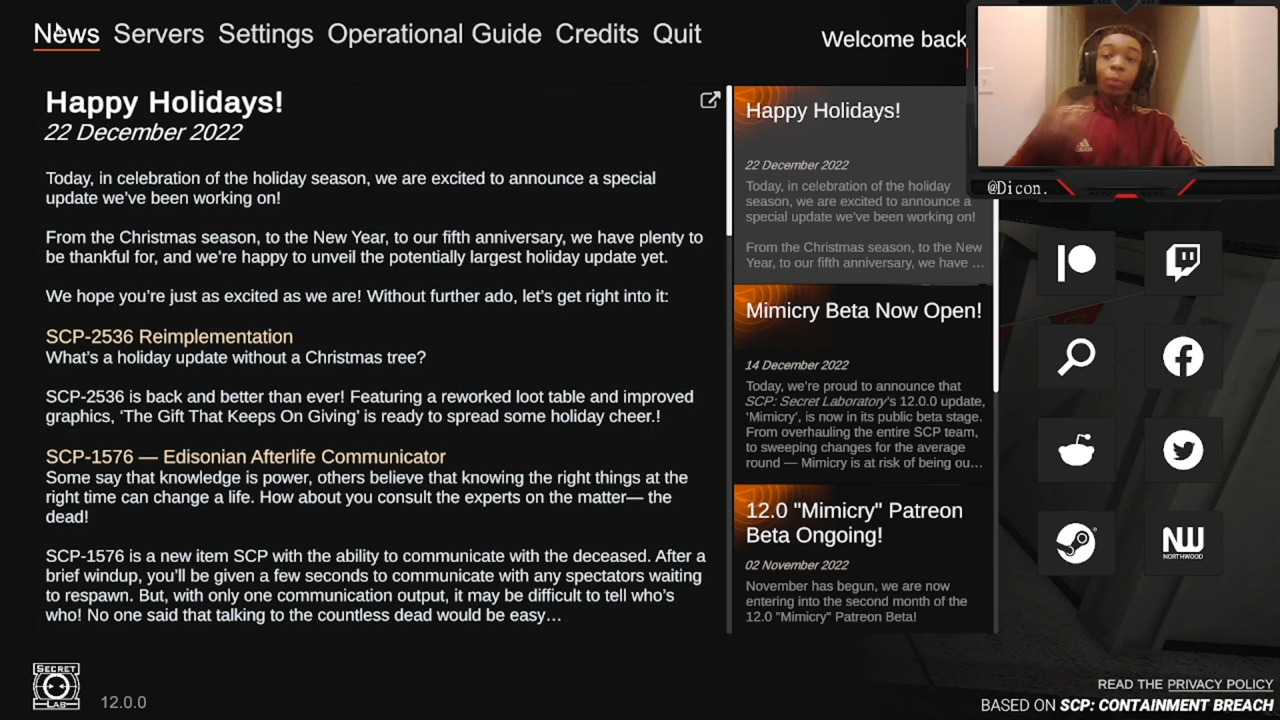 News Servers Settings Operational Guide Credits Quit
Welcome back
Happy Holidays!
22 December 2022
Today, in celebration of the holiday season, we are excited to announce a special
update we've been working on!
From the Christmas season, to the New Year, to our fifth anniversary, we have plenty to
be thankful for, and we're happy to unveil the potentially largest holiday update yet.
We hope you're just as excited as we are! Without further ado, let's get right into it:
SCP-2536 Reimplementation
What's a holiday update without a Christmas tree?
SCP-2536 is back and better than ever! Featuring a reworked loot table and improved
graphics, 'The Gift That Keeps On Giving' is ready to spread some holiday cheer.!
SCP-1576 — Edisonian Afterlife Communicator
Some say that knowledge is power, others believe that knowing the right things at the
right time can change a life. How about you consult the experts on the matter— the
dead!
SCP-1576 is a new item SCP with the ability to communicate with the deceased. After a
brief windup, you'll be given a few seconds to communicate with any spectators waiting
to respawn. But, with only one communication output, it may be difficult to tell who's
who! No one said that talking to the countless dead would be easy…
Happy Holidays!
22 December 2022
Today, in celebration of the holiday
season, we are excited to announce a
special update we've been working on!
From the Christmas season, to the New
Year, to our fifth anniversary, we have ...
Mimicry Beta Now Open!
14 December 2022
Today, we're proud to announce that
SCP: Secret Laboratory's 12.0.0 update,
'Mimicry', is now in its public beta stage.
From overhauling the entire SCP team,
to sweeping changes for the average
round — Mimicry is at risk of being ou...
12.0 "Mimicry" Patreon
Beta Ongoing!
02 November 2022
November has begun, we are now
entering into the second month of the
12.0 "Mimicry" Patreon Beta!
@Dicon.
adidas
NW
NORTHWOOD
SECRET
LAB
12.0.0
READ THE PRIVACY POLICY
BASED ON SCP: CONTAINMENT BREACH